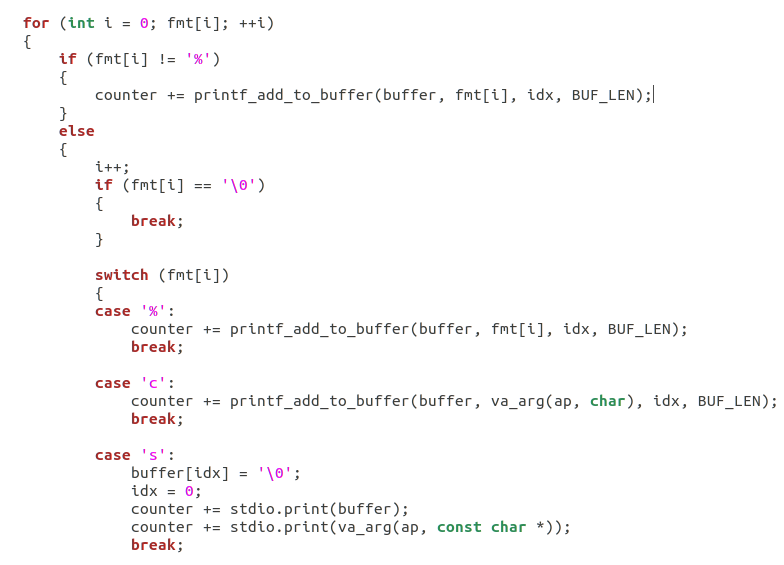 for (int i = 0; fmt[i]; ++i)
{
    if (fmt[i] != '%')
    {
        counter += printf_add_to_buffer(buffer, fmt[i], idx, BUF_LEN);
    }
    else
    {
        i++;
        if (fmt[i] == '\0')
        {
            break;
        }

        switch (fmt[i])
        {
        case '%':
            counter += printf_add_to_buffer(buffer, fmt[i], idx, BUF_LEN);
            break;

        case 'c':
            counter += printf_add_to_buffer(buffer, va_arg(ap, char), idx, BUF_LEN);
            break;

        case 's':
            buffer[idx] = '\0';
            idx = 0;
            counter += stdio.print(buffer);
            counter += stdio.print(va_arg(ap, const char *));
            break;